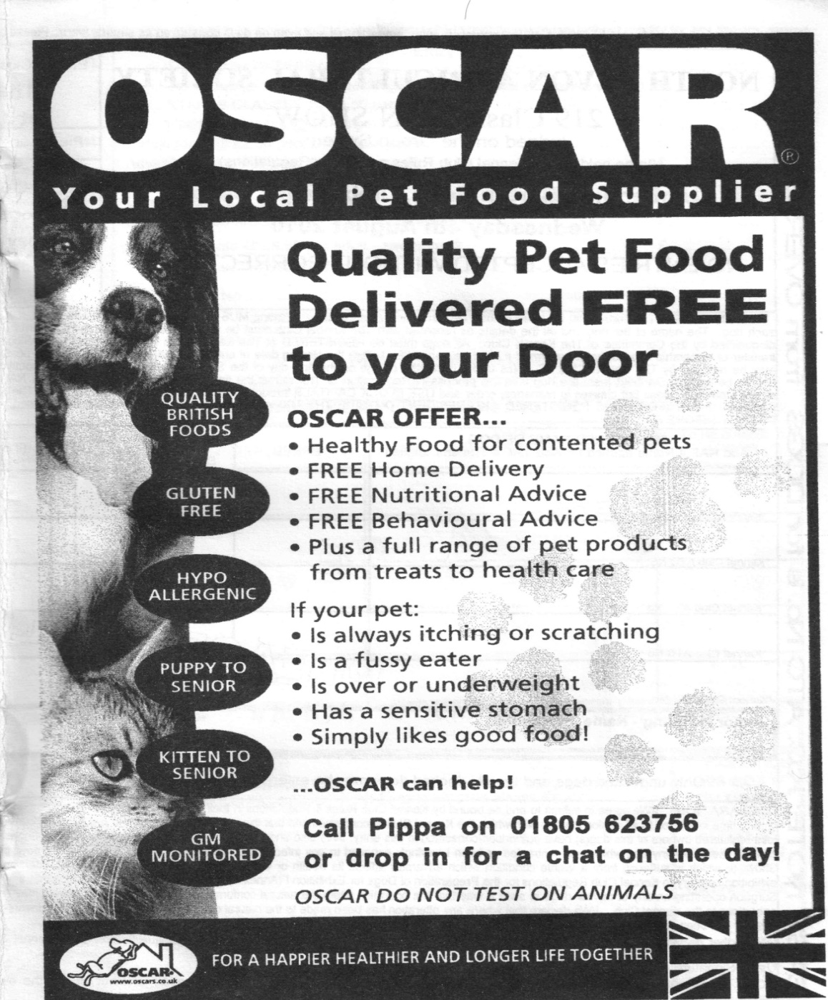 OSCAR®
Your Local Pet Food Supplier
Quality Pet Food
Delivered FREE
to your Door
QUALITY
BRITISH
FOODS
GLUTEN
FREE
HYPO
ALLERGENIC
PUPPY TO
SENIOR
KITTEN TO
SENIOR
GM
MONITORED
OSCAR OFFER...
• Healthy Food for contented pets
• FREE Home Delivery
• FREE Nutritional Advice
• FREE Behavioural Advice
• Plus a full range of pet products
from treats to health care
If your pet:
• Is always itching or scratching
• Is a fussy eater
• Is over or underweight
• Has a sensitive stomach
• Simply likes good food!
...OSCAR can help!
Call Pippa on 01805 623756
or drop in for a chat on the day!
OSCAR DO NOT TEST ON ANIMALS
OSCAR
www.oscars.co.uk
FOR A HAPPIER HEALTHIER AND LONGER LIFE TOGETHER